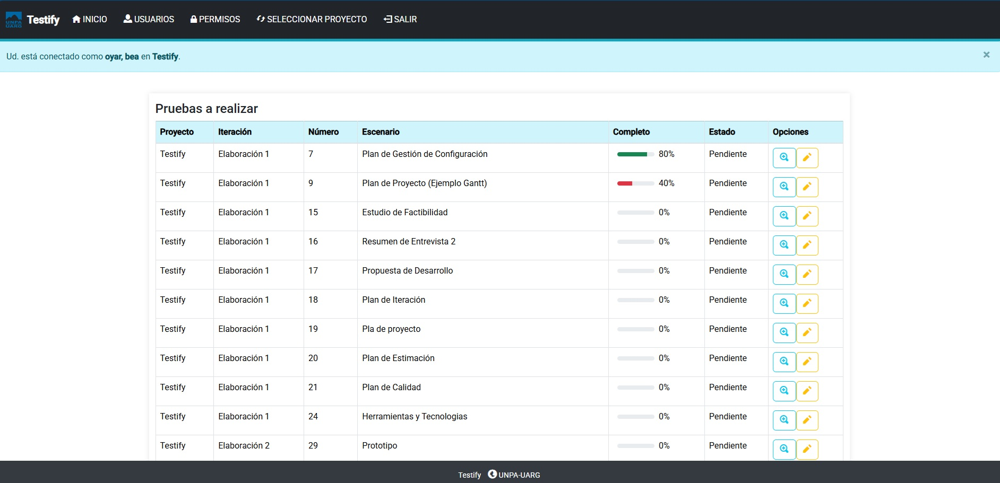 UNPA UARG Testify INICIO USUARIOS PERMISOS SELECCIONAR PROYECTO SALIR
Ud. está conectado como oyar, bea en Testify. ×
Pruebas a realizar
Proyecto Iteración Número Escenario Completo Estado Opciones
Testify Elaboración 1 7 Plan de Gestión de Configuración 80% Pendiente
Testify Elaboración 1 9 Plan de Proyecto (Ejemplo Gantt) 40% Pendiente
Testify Elaboración 1 15 Estudio de Factibilidad 0% Pendiente
Testify Elaboración 1 16 Resumen de Entrevista 2 0% Pendiente
Testify Elaboración 1 17 Propuesta de Desarrollo 0% Pendiente
Testify Elaboración 1 18 Plan de Iteración 0% Pendiente
Testify Elaboración 1 19 Pla de proyecto 0% Pendiente
Testify Elaboración 1 20 Plan de Estimación 0% Pendiente
Testify Elaboración 1 21 Plan de Calidad 0% Pendiente
Testify Elaboración 1 24 Herramientas y Tecnologias 0% Pendiente
Testify Elaboración 2 29 Prototipo 0% Pendiente
Testify UNPA-UARG